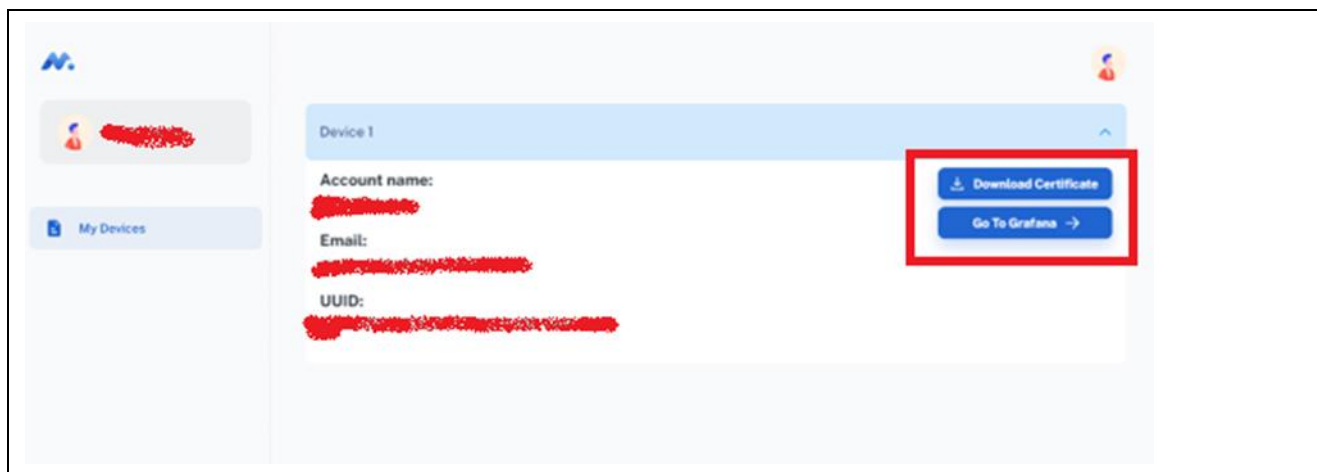 Device 1
Account name:
Download Certificate
My Devices
Go To Grafana
Email:
UUID: